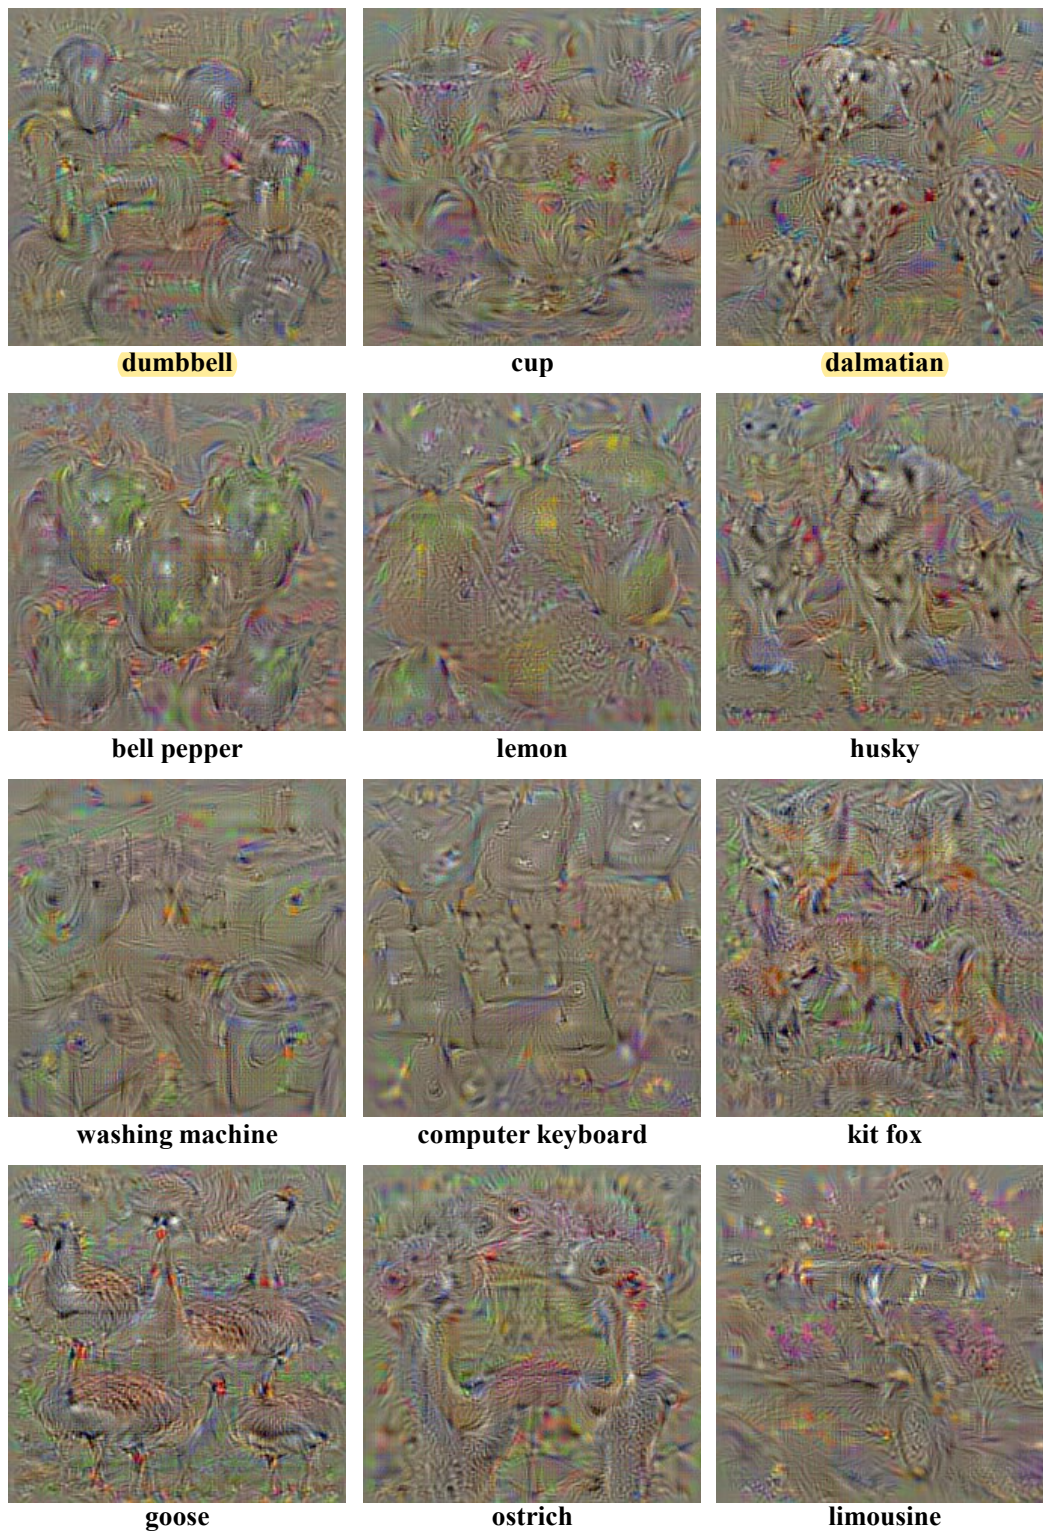 dumbbell
cup
dalmatian
bell pepper
lemon
husky
washing machine
computer keyboard
kit fox
goose
ostrich
limousine